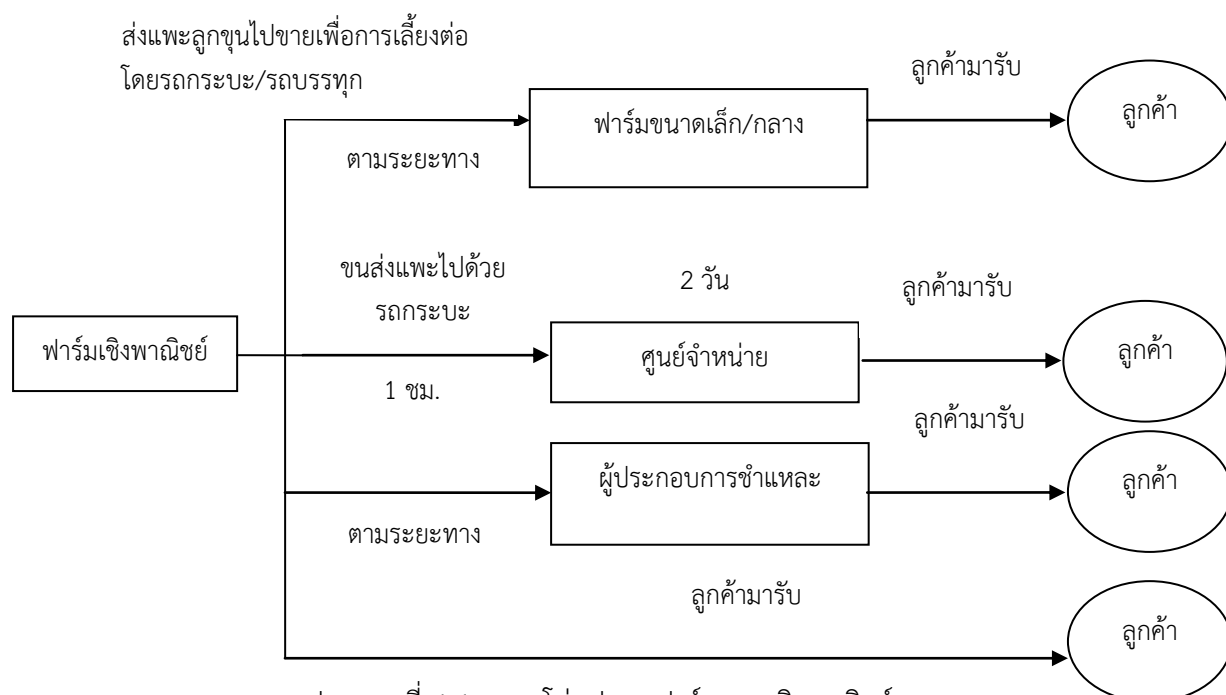 ส่งแพะลูกขุนไปขายเพื่อการเลี้ยงต่อ
โดยรถกระบะ/รถบรรทุก
ลูกค้ามารับ
ฟาร์มขนาดเล็ก/กลาง
ลูกค้า
ตามระยะทาง
ขนส่งแพะไปด้วย
รถกระบะ
2 วัน
ลูกค้ามารับ
ฟาร์มเชิงพาณิชย์
ศูนย์จำหน่าย
ลูกค้า
1 ชม.
ลูกค้ามารับ
ผู้ประกอบการชำแหละ
ลูกค้า
ตามระยะทาง
ลูกค้ามารับ
ลูกค้า